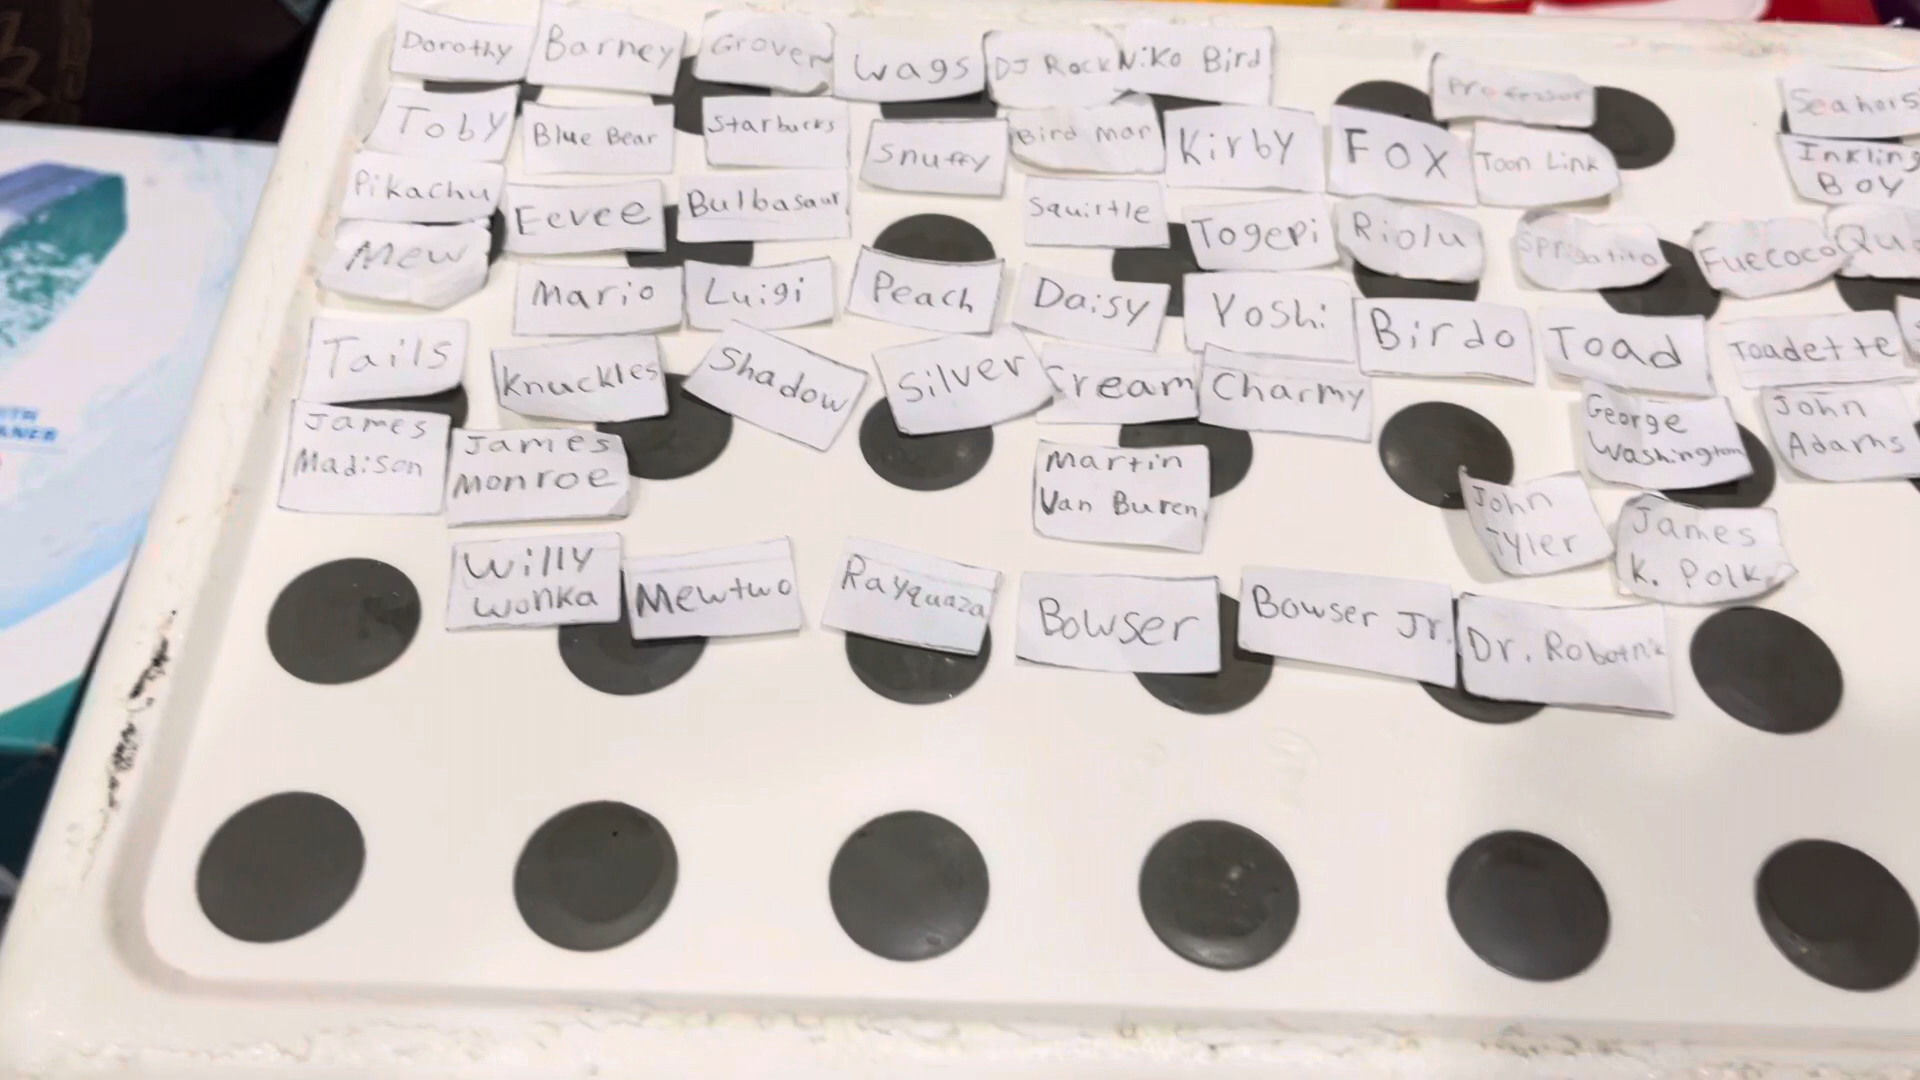 Dorothy
Barney
Grover
Wags
DJ Rock
Niko Bird
Professor
Toby
Blue Bear
Starbucks
Snuffy
Bird Man
Kirby
Fox
Toon Link
Inkling
Boy
Pikachu
Eevee
Bulbasaur
Squirtle
Togepi
Riolu
Sprigatito
Fuecoco
Mew
Mario
Luigi
Peach
Daisy
Yoshi
Birdo
Toad
Toadette
Tails
Knuckles
Shadow
Silver
Cream
Charmy
George
Washington
John
Adams
James
Madison
James
Monroe
Martin
Van Buren
John
Tyler
James
K. Polk
Willy
Wonka
Mewtwo
Rayquaza
Bowser
Bowser Jr.
Dr. Robotnik